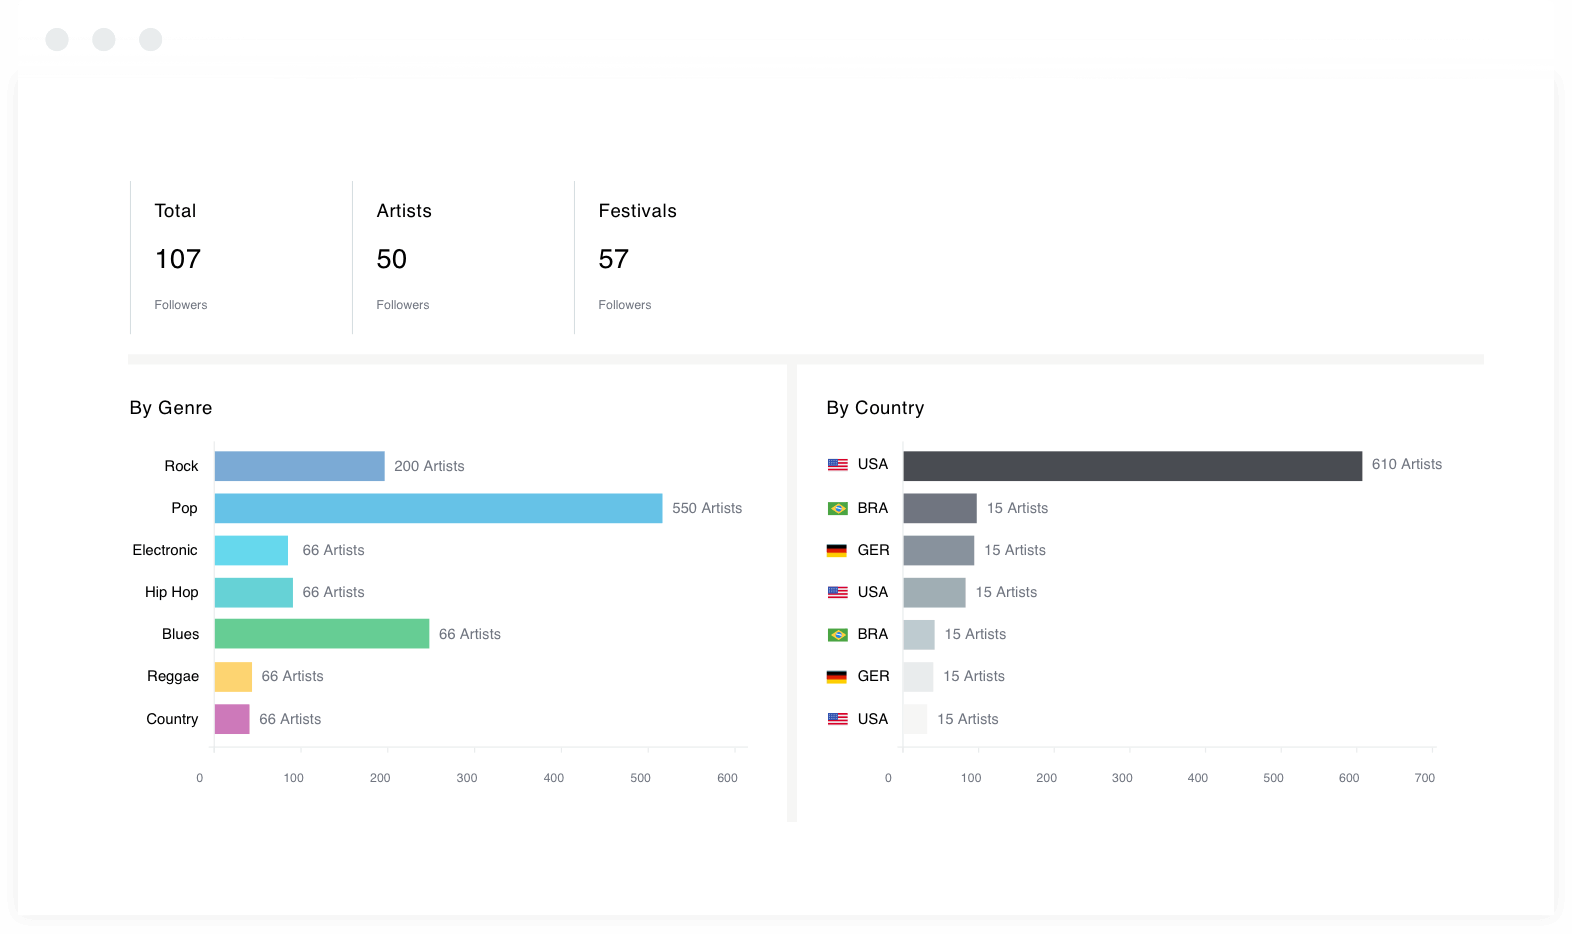 Total
107
Followers
Artists
50
Followers
Festivals
57
Followers
By Genre
Rock 200 Artists
Pop 550 Artists
Electronic 66 Artists
Hip Hop 66 Artists
Blues 66 Artists
Reggae 66 Artists
Country 66 Artists
0 100 200 300 400 500 600
By Country
USA 610 Artists
BRA 15 Artists
GER 15 Artists
USA 15 Artists
BRA 15 Artists
GER 15 Artists
USA 15 Artists
0 100 200 300 400 500 600 700